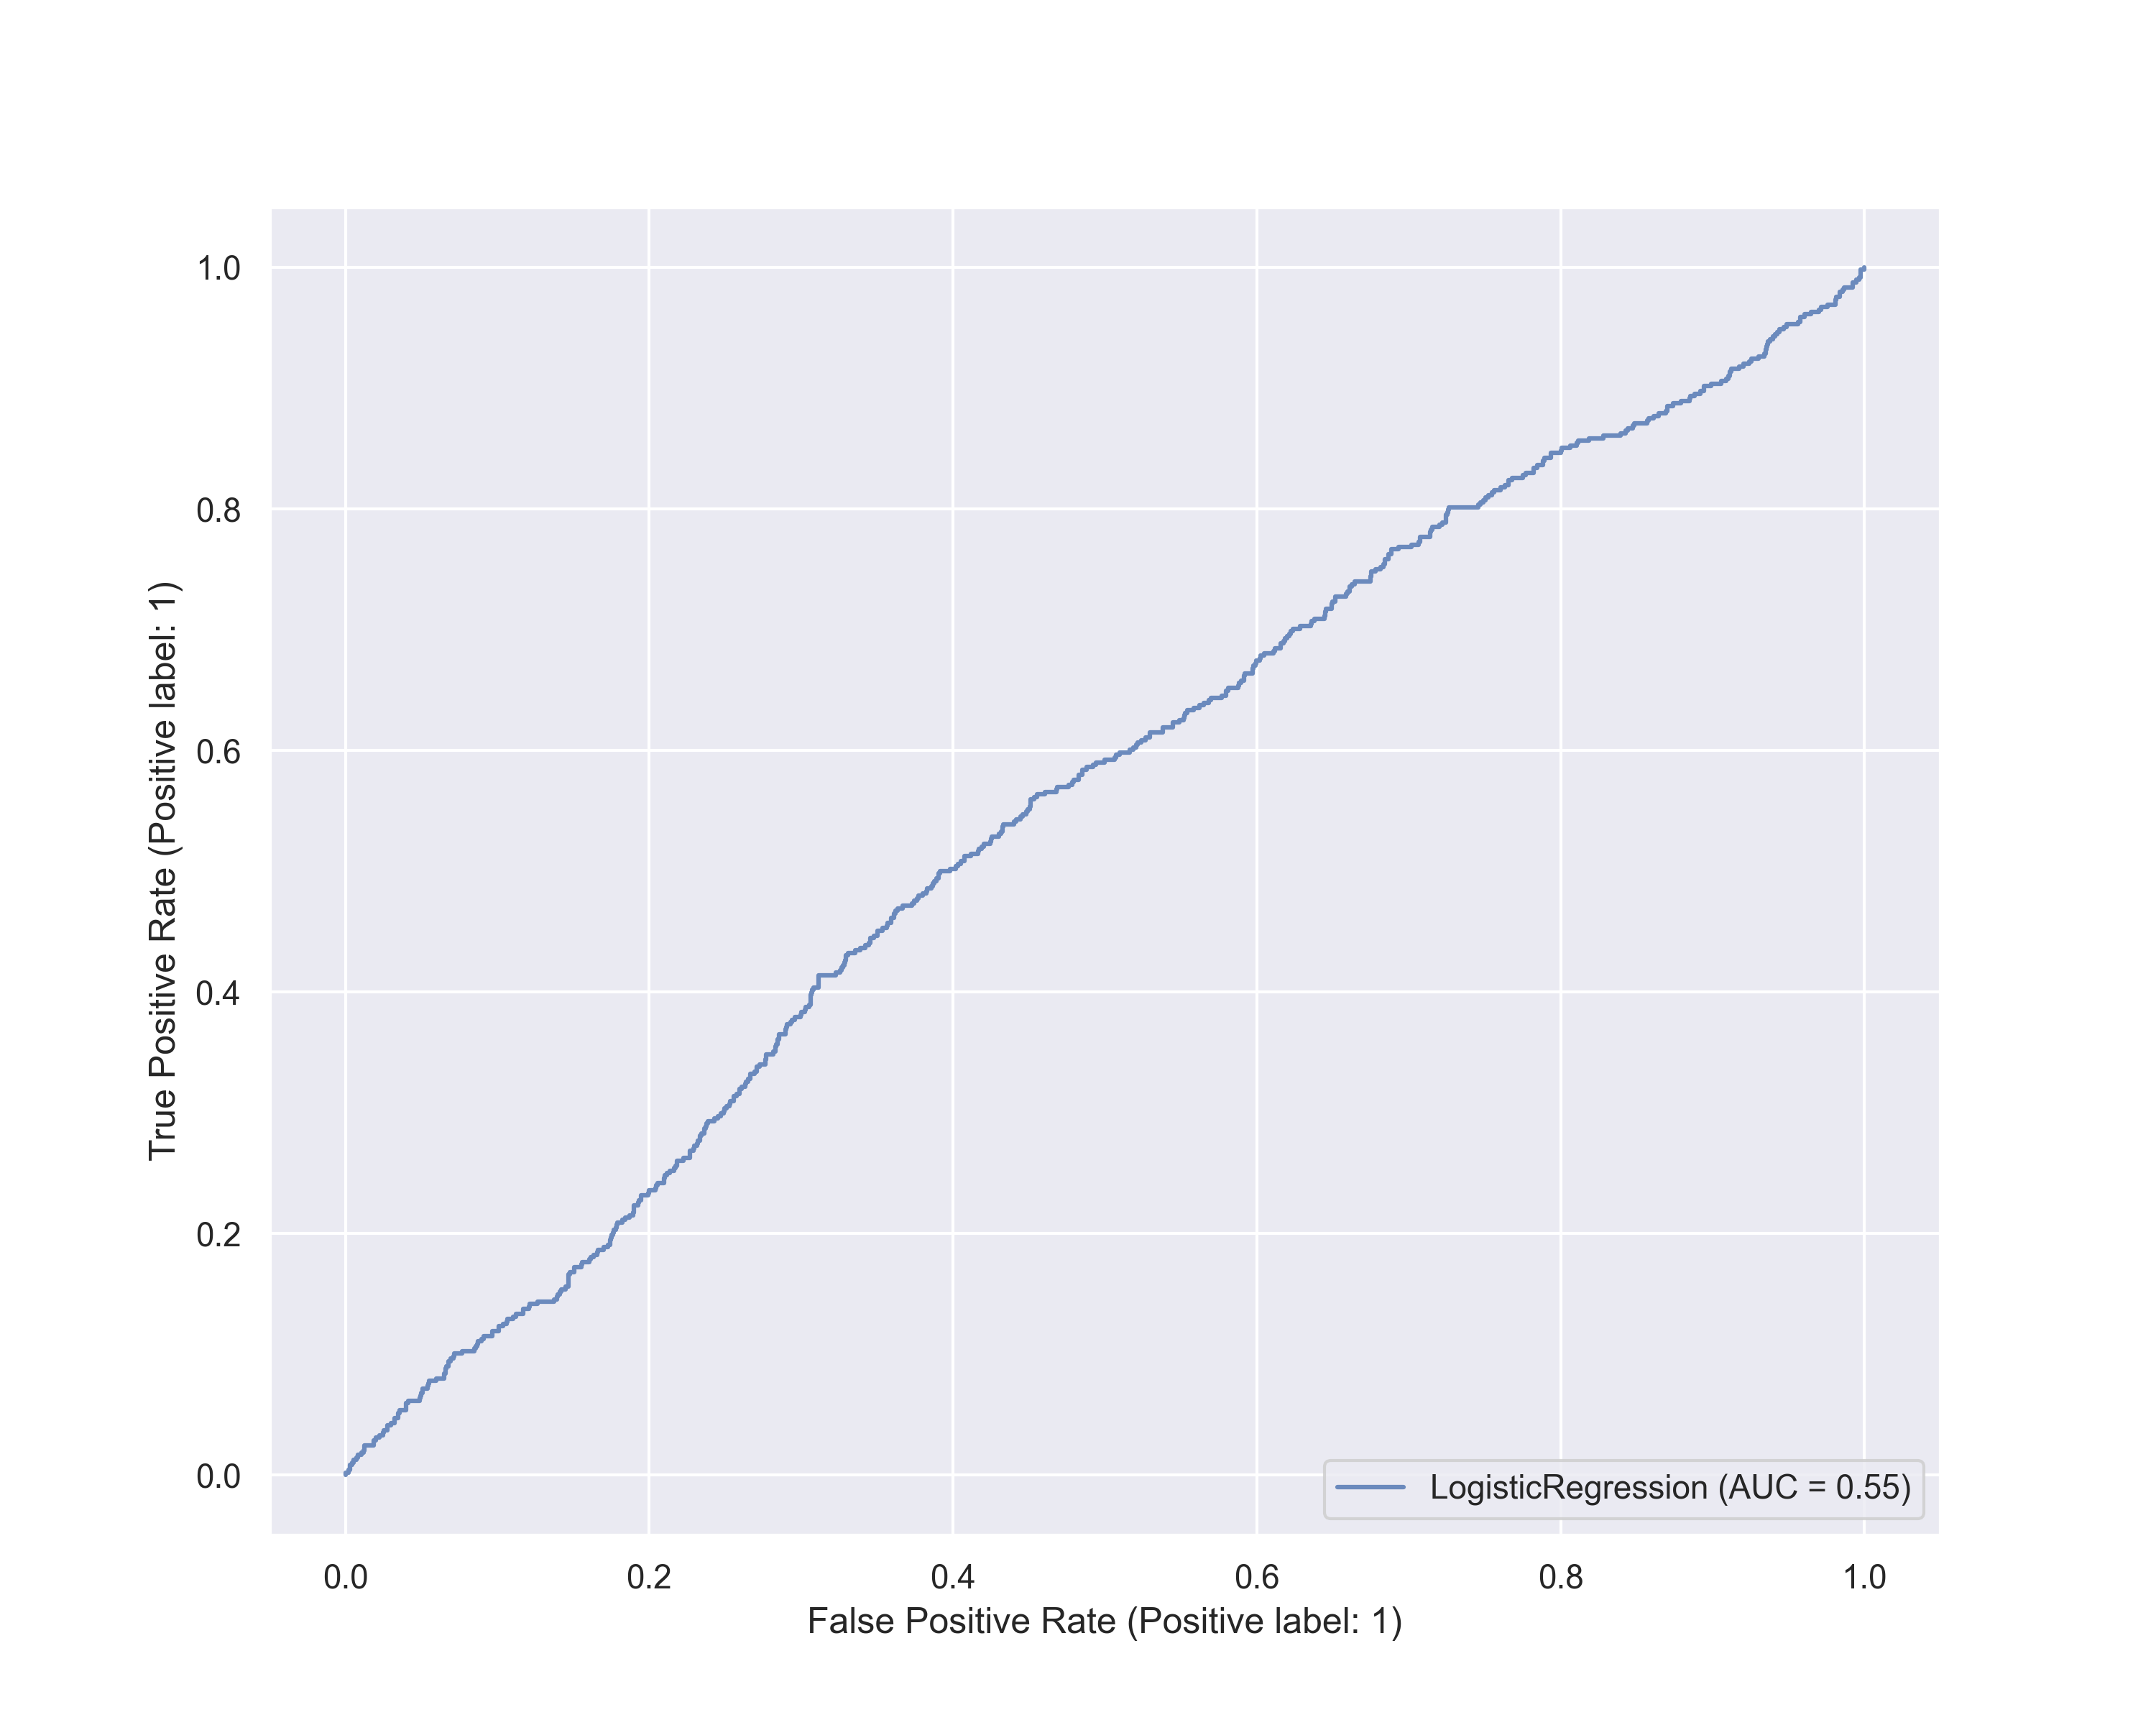 1.0
0.8
0.6
0.4
0.2
0.0
True Positive Rate (Positive label: 1)
LogisticRegression (AUC = 0.55)
0.0 0.2 0.4 0.6 0.8 1.0
False Positive Rate (Positive label: 1)